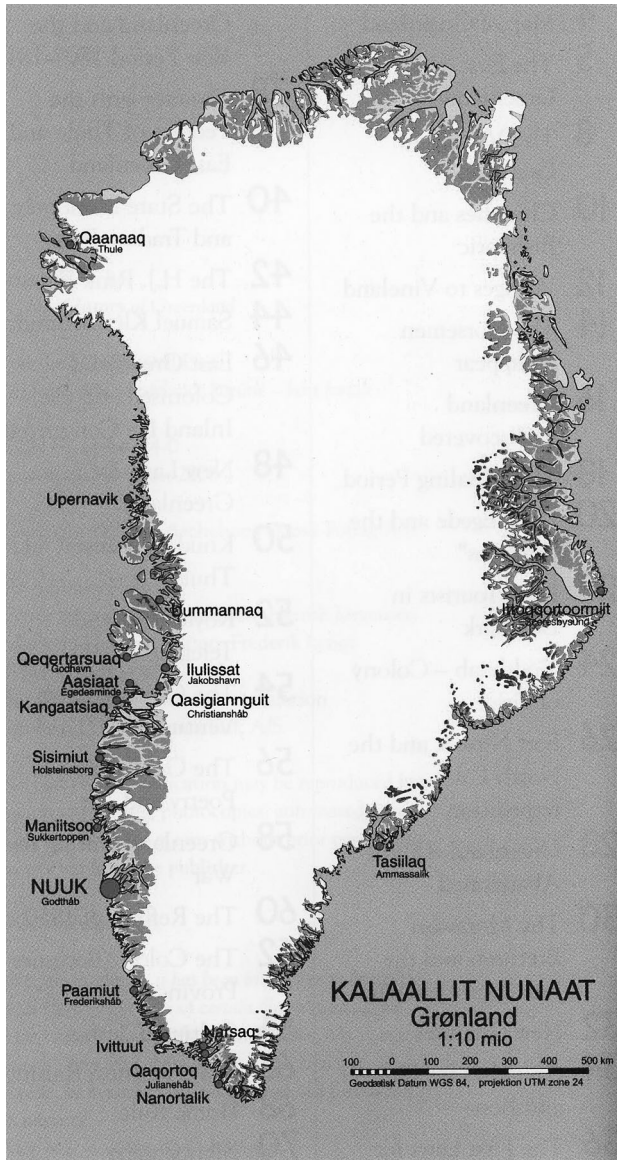 Qaanaaq
Thule
Upernavik
Uummannaq
Ittoqqortoormiit
Scoresbysund
Qeqertarsuaq
Godhavn
Ilulissat
Jakobshavn
Aasiaat
Egedesminde
Kangaatsiaq
Qasigiannguit
Christianshåb
Sisimiut
Holsteinsborg
Maniitsoq
Sukkertoppen
Tasiilaq
Ammassalik
NUUK
Godthåb
Paamiut
Frederikshåb
KALAALLIT NUNAAT
Grønland
1:10 mio
Narsaq
Ivittuut
Qaqortoq
Julianehåb
Nanortalik
100 0 100 200 300 400 500 km
Geodætisk Datum WGS 84, projektion UTM zone 24